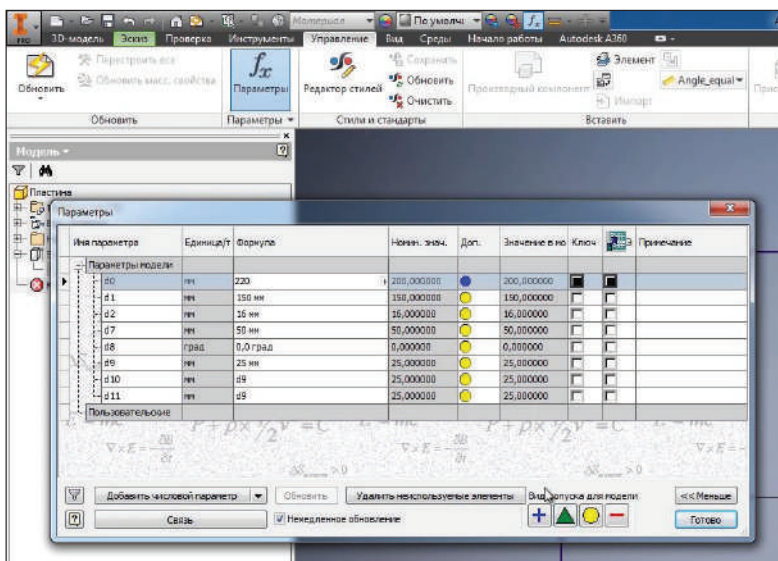 Материал
По умолч
PRO
3D-модель Эскиз Проверка Инструменты Управление Вид Среды Начало работы Autodesk A360
Обновить
Перестроить все
Обновить масс. свойства
Обновить
fx
Параметры
Параметры
Редактор стилей
Сохранить
Обновить
Очистить
Стили и стандарты
Производный компонент
Элемент
Импорт
Angle_equal
Вставить
Модель
Пластина
Параметры
Имя параметра Единица/т Формула Номин. знач. Доп. Значение в мо Ключ Э Примечание
Параметры модели
d0 мм 220 200,000000 200,000000
d1 мм 150 мм 150,000000 150,000000
d2 мм 16 мм 16,000000 16,000000
d7 мм 50 мм 50,000000 50,000000
d8 град 0,0 град 0,000000 0,000000
d9 мм 25 мм 25,000000 25,000000
d10 мм d9 25,000000 25,000000
d11 мм d9 25,000000 25,000000
Пользовательские
Добавить числовой параметр Обновить Удалить неиспользуемые элементы Вид допуска для модели <<Меньше
Связь Немедленное обновление Готово